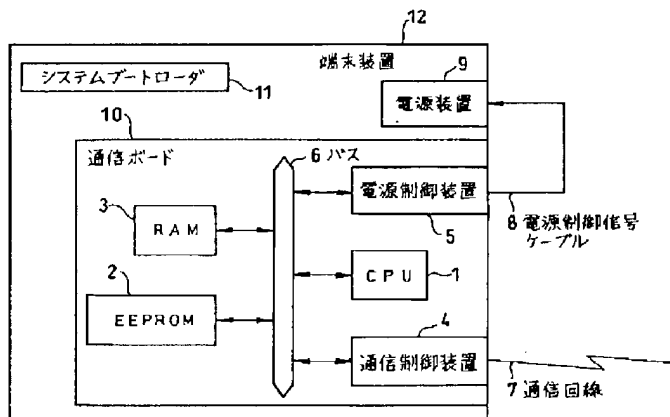 12
端末装置
システムブートローダ
11
9
電源装置
10
通信ボード
6 バス
電源制御装置
5
8 電源制御信号
ケーブル
3
RAM
CPU
1
2
EEPROM
4
通信制御装置
7 通信回線